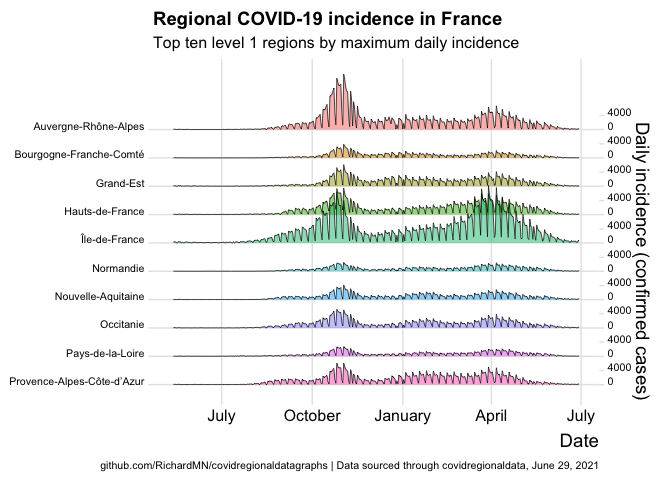 Regional COVID-19 incidence in France
Top ten level 1 regions by maximum daily incidence
Auvergne-Rhône-Alpes
Bourgogne-Franche-Comté
Grand-Est
Hauts-de-France
Île-de-France
Normandie
Nouvelle-Aquitaine
Occitanie
Pays-de-la-Loire
Provence-Alpes-Côte-d'Azur
4000
0
4000
0
4000
0
4000
0
4000
0
4000
0
4000
0
4000
0
4000
0
4000
0
Daily incidence (confirmed cases)
July October January April July
Date
github.com/RichardMN/covidregionaldatagraphs | Data sourced through covidregionaldata, June 29, 2021